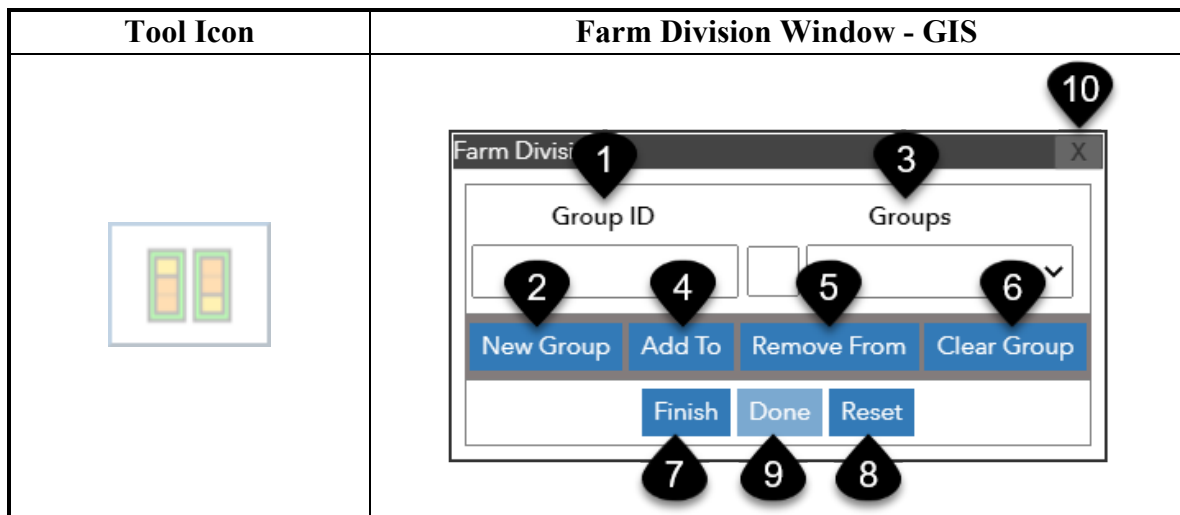 Tool Icon
Farm Division Window - GIS
10
Farm Divisi
X
1
3
Group ID
Groups
2
4
5
6
New Group
Add To
Remove From
Clear Group
Finish
Done
Reset
7
9
8